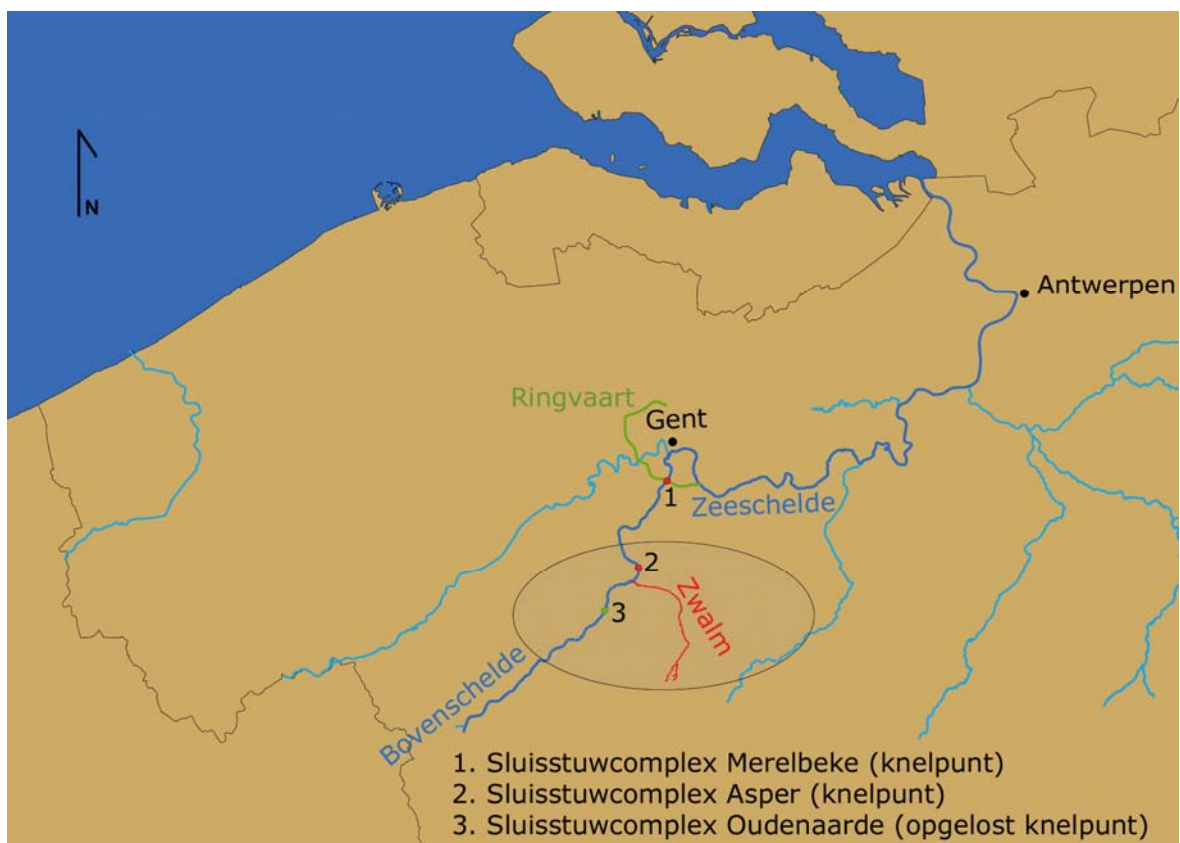 N
Antwerpen
Ringvaart
Gent
1
Zeeschelde
2
Zwalm
3
Bovenschelde
1. Sluisstuwcomplex Merelbeke (knelpunt)
2. Sluisstuwcomplex Asper (knelpunt)
3. Sluisstuwcomplex Oudenaarde (opgelost knelpunt)